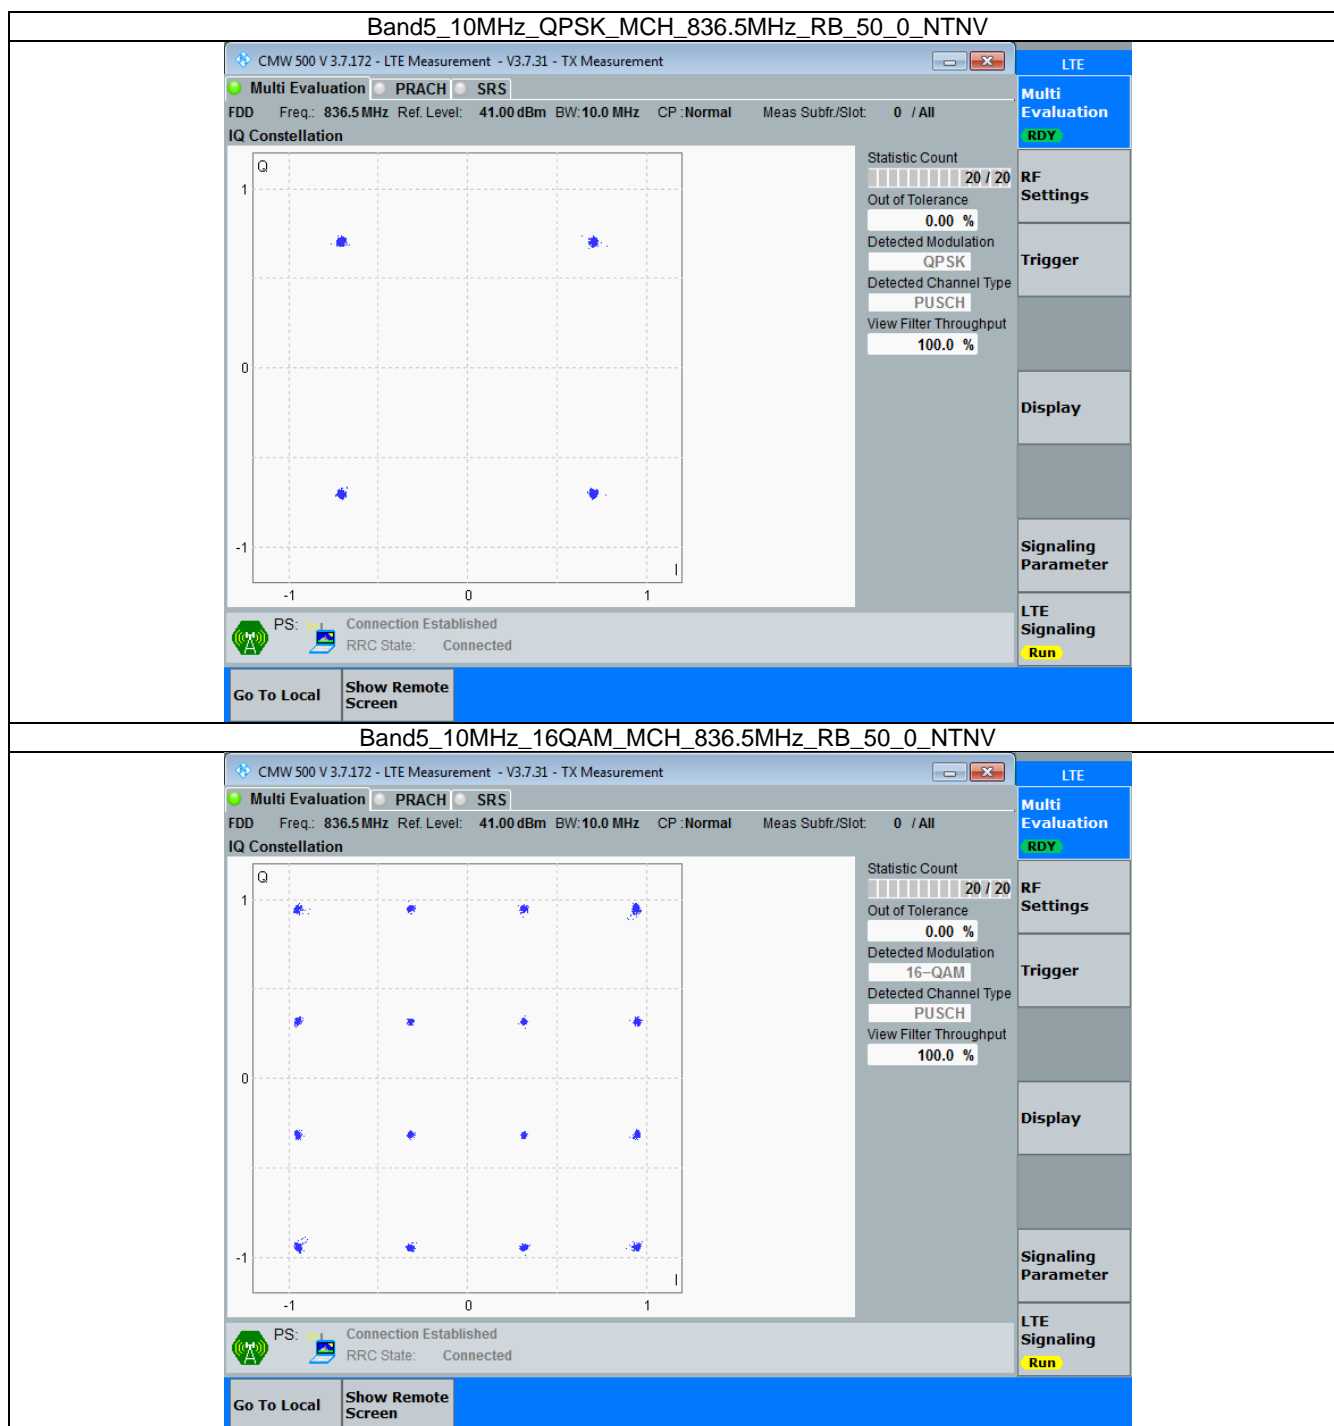 Band5_10MHz_QPSK_MCH_836.5MHz_RB_50_0_NTNV
CMW 500 V 3.7.172 - LTE Measurement - V3.7.31 - TX Measurement
LTE
Multi Evaluation PRACH SRS
Multi
Evaluation
RDY
FDD Freq.: 836.5 MHz Ref. Level: 41.00 dBm BW: 10.0 MHz CP : Normal Meas Subfr./Slot: 0 / All
IQ Constellation
Q
1
0
-1
I
-1 0 1
Statistic Count
20 / 20
Out of Tolerance
0.00 %
Detected Modulation
QPSK
Detected Channel Type
PUSCH
View Filter Throughput
100.0 %
RF
Settings
Trigger
Display
Signaling
Parameter
LTE
Signaling
Run
PS: Connection Established
RRC State: Connected
Go To Local
Show Remote
Screen
Band5_10MHz_16QAM_MCH_836.5MHz_RB_50_0_NTNV
CMW 500 V 3.7.172 - LTE Measurement - V3.7.31 - TX Measurement
LTE
Multi Evaluation PRACH SRS
Multi
Evaluation
RDY
FDD Freq.: 836.5 MHz Ref. Level: 41.00 dBm BW: 10.0 MHz CP : Normal Meas Subfr./Slot: 0 / All
IQ Constellation
Q
1
0
-1
I
-1 0 1
Statistic Count
20 / 20
Out of Tolerance
0.00 %
Detected Modulation
16-QAM
Detected Channel Type
PUSCH
View Filter Throughput
100.0 %
RF
Settings
Trigger
Display
Signaling
Parameter
LTE
Signaling
Run
PS: Connection Established
RRC State: Connected
Go To Local
Show Remote
Screen